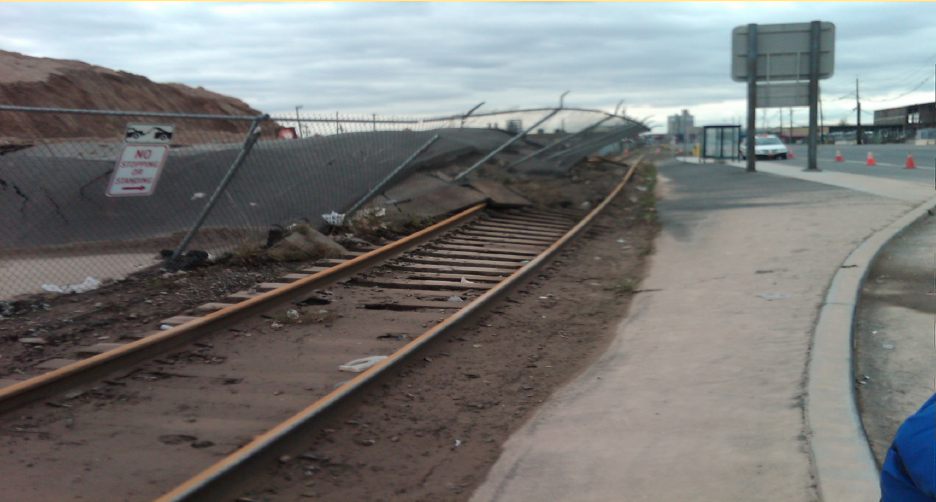 NO
STOPPING OR
STANDING